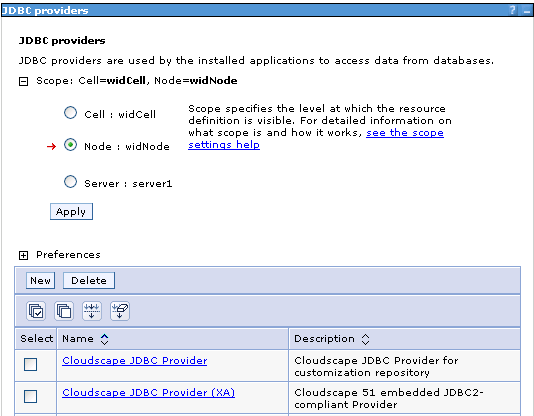 JDBC providers ? _
JDBC providers
JDBC providers are used by the installed applications to access data from databases.
Scope: Cell=widCell, Node=widNode
Cell : widCell
Node : widNode
Server : server1
Scope specifies the level at which the resource
definition is visible. For detailed information on
what scope is and how it works, see the scope
settings help
Apply
Preferences
New Delete
Select Name Description
Cloudscape JDBC Provider
Cloudscape JDBC Provider for
customization repository
Cloudscape JDBC Provider (XA)
Cloudscape 51 embedded JDBC2-
compliant Provider